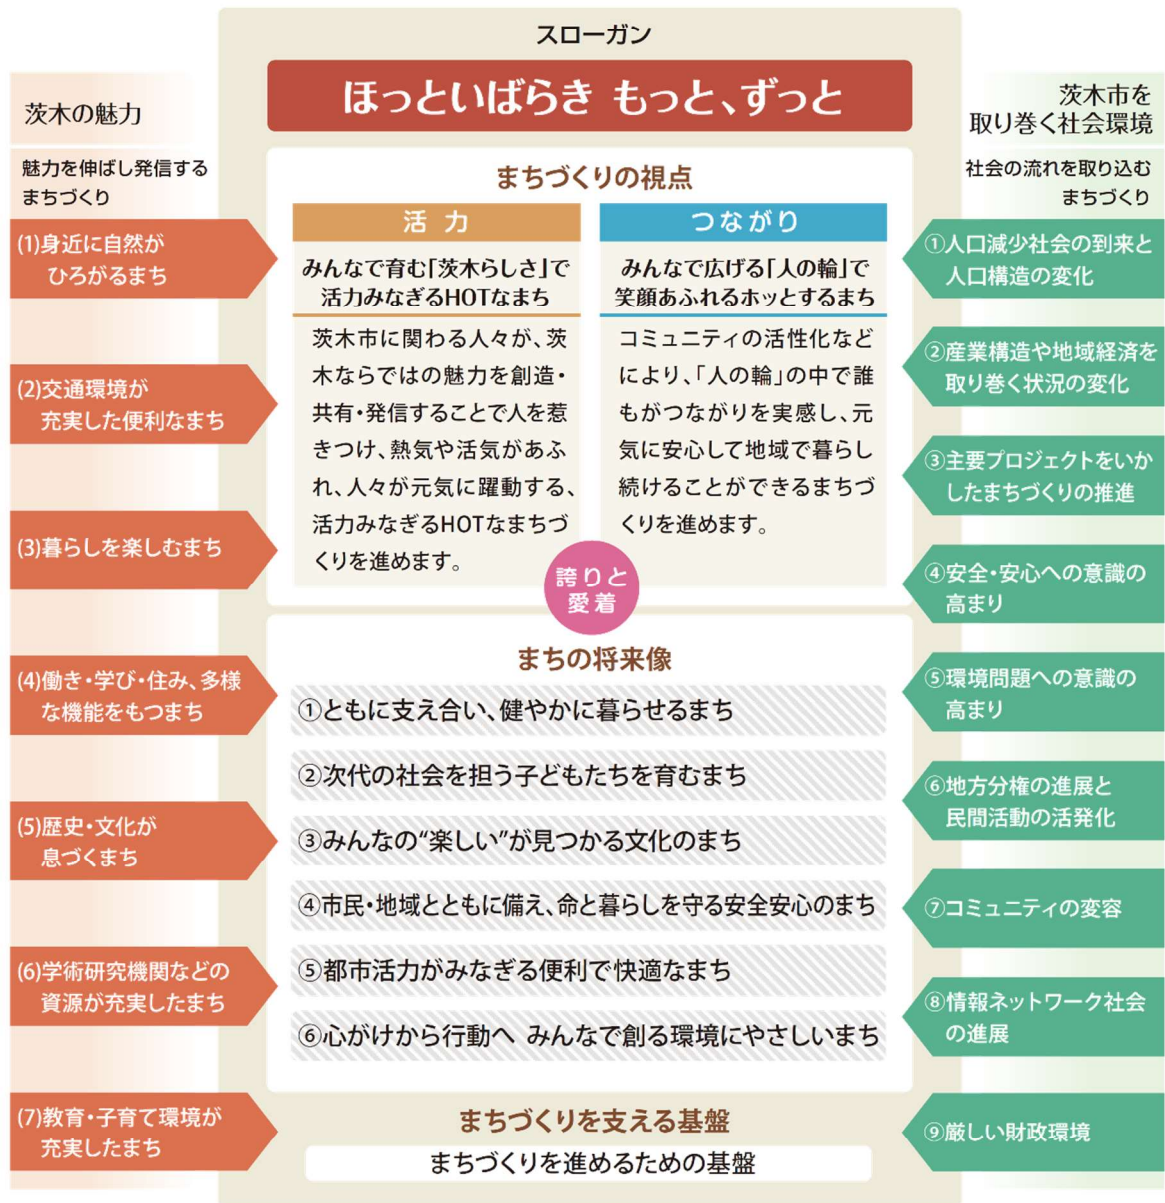 スローガン
ほっといばらき もっと、ずっと
茨木の魅力
魅力を伸ばし発信する
まちづくり
(1)身近に自然が
ひろがるまち
(2)交通環境が
充実した便利なまち
(3)暮らしを楽しむまち
(4)働き・学び・住み、多様
な機能をもつまち
(5)歴史・文化が
息づくまち
(6)学術研究機関などの
資源が充実したまち
(7)教育・子育て環境が
充実したまち
まちづくりの視点
活 力
みんなで育む「茨木らしさ」で
活力みなぎるHOTなまち
茨木市に関わる人々が、茨
木ならではの魅力を創造・
共有・発信することで人を惹
きつけ、熱気や活気があふ
れ、人々が元気に躍動する、
活力みなぎるHOTなまちづ
くりを進めます。
つながり
みんなで広げる「人の輪」で
笑顔あふれるホッとするまち
コミュニティの活性化など
により、「人の輪」の中で誰
もがつながりを実感し、元
気に安心して地域で暮らし
続けることができるまちづ
くりを進めます。
誇りと
愛着
まちの将来像
①ともに支え合い、健やかに暮らせるまち
②次代の社会を担う子どもたちを育むまち
③みんなの“楽しい”が見つかる文化のまち
④市民・地域とともに備え、命と暮らしを守る安全安心のまち
⑤都市活力がみなぎる便利で快適なまち
⑥心がけから行動へ みんなで創る環境にやさしいまち
まちづくりを支える基盤
まちづくりを進めるための基盤
茨木市を
取り巻く社会環境
社会の流れを取り込む
まちづくり
①人口減少社会の到来と
人口構造の変化
②産業構造や地域経済を
取り巻く状況の変化
③主要プロジェクトをいか
したまちづくりの推進
④安全・安心への意識の
高まり
⑤環境問題への意識の
高まり
⑥地方分権の進展と
民間活動の活発化
⑦コミュニティの変容
⑧情報ネットワーク社会
の進展
⑨厳しい財政環境